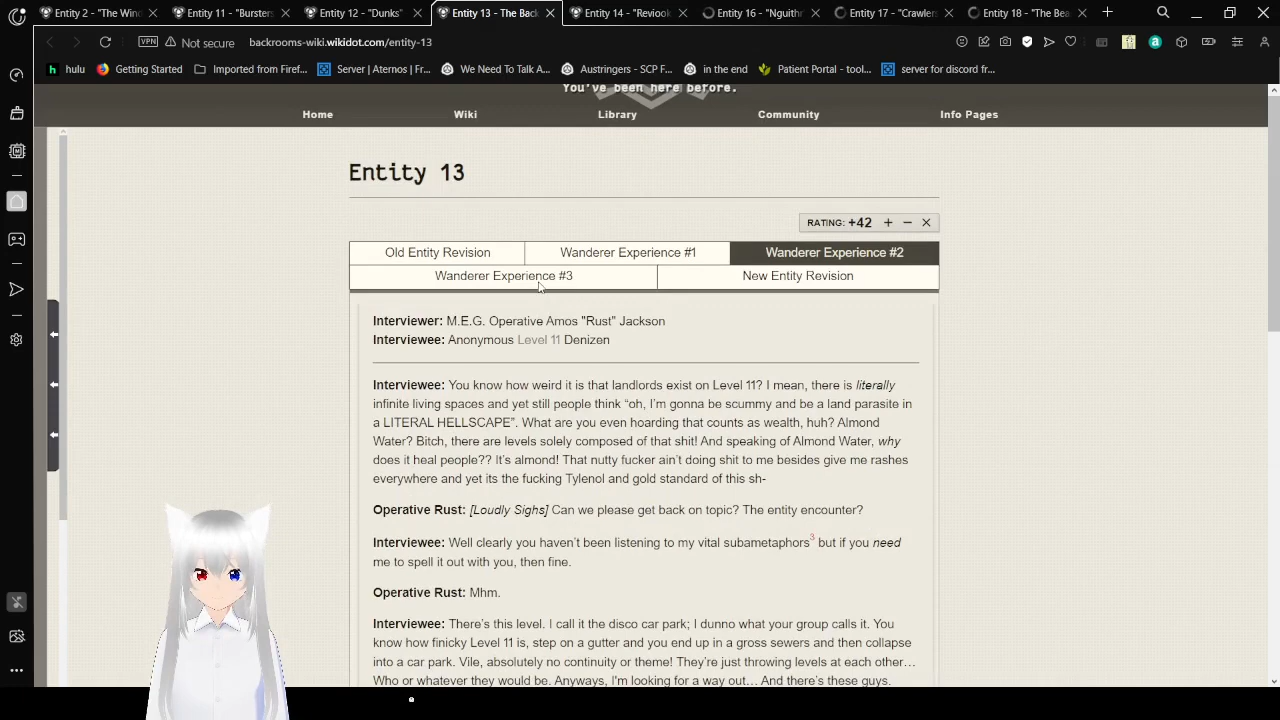 Entity 2 - "The Wind
Entity 11 - "Bursters
Entity 12 - "Dunks"
Entity 13 - The Back
Entity 14 - "Reviook
Entity 16 - "Nguithr
Entity 17 - "Crawlers
Entity 18 - "The Bea
VPN
Not secure
backrooms-wiki.wikidot.com/entity-13
hulu
Getting Started
Imported from Firef...
Server | Aternos | Fr...
We Need To Talk A...
Austringers - SCP F...
in the end
Patient Portal - tool...
server for discord fr...
You've been here before.
Home
Wiki
Library
Community
Info Pages
Entity 13
RATING: +42 + − ×
Old Entity Revision
Wanderer Experience #1
Wanderer Experience #2
Wanderer Experience #3
New Entity Revision
Interviewer: M.E.G. Operative Amos "Rust" Jackson
Interviewee: Anonymous Level 11 Denizen
Interviewee: You know how weird it is that landlords exist on Level 11? I mean, there is literally
infinite living spaces and yet still people think “oh, I'm gonna be scummy and be a land parasite in
a LITERAL HELLSCAPE”. What are you even hoarding that counts as wealth, huh? Almond
Water? Bitch, there are levels solely composed of that shit! And speaking of Almond Water, why
does it heal people?? It's almond! That nutty fucker ain't doing shit to me besides give me rashes
everywhere and yet its the fucking Tylenol and gold standard of this sh-
Operative Rust: [Loudly Sighs] Can we please get back on topic? The entity encounter?
Interviewee: Well clearly you haven't been listening to my vital subametaphors3 but if you need
me to spell it out with you, then fine.
Operative Rust: Mhm.
Interviewee: There's this level. I call it the disco car park; I dunno what your group calls it. You
know how finicky Level 11 is, step on a gutter and you end up in a gross sewers and then collapse
into a car park. Vile, absolutely no continuity or theme! They're just throwing levels at each other…
Who or whatever they would be. Anyways, I'm looking for a way out… And there's these guys.